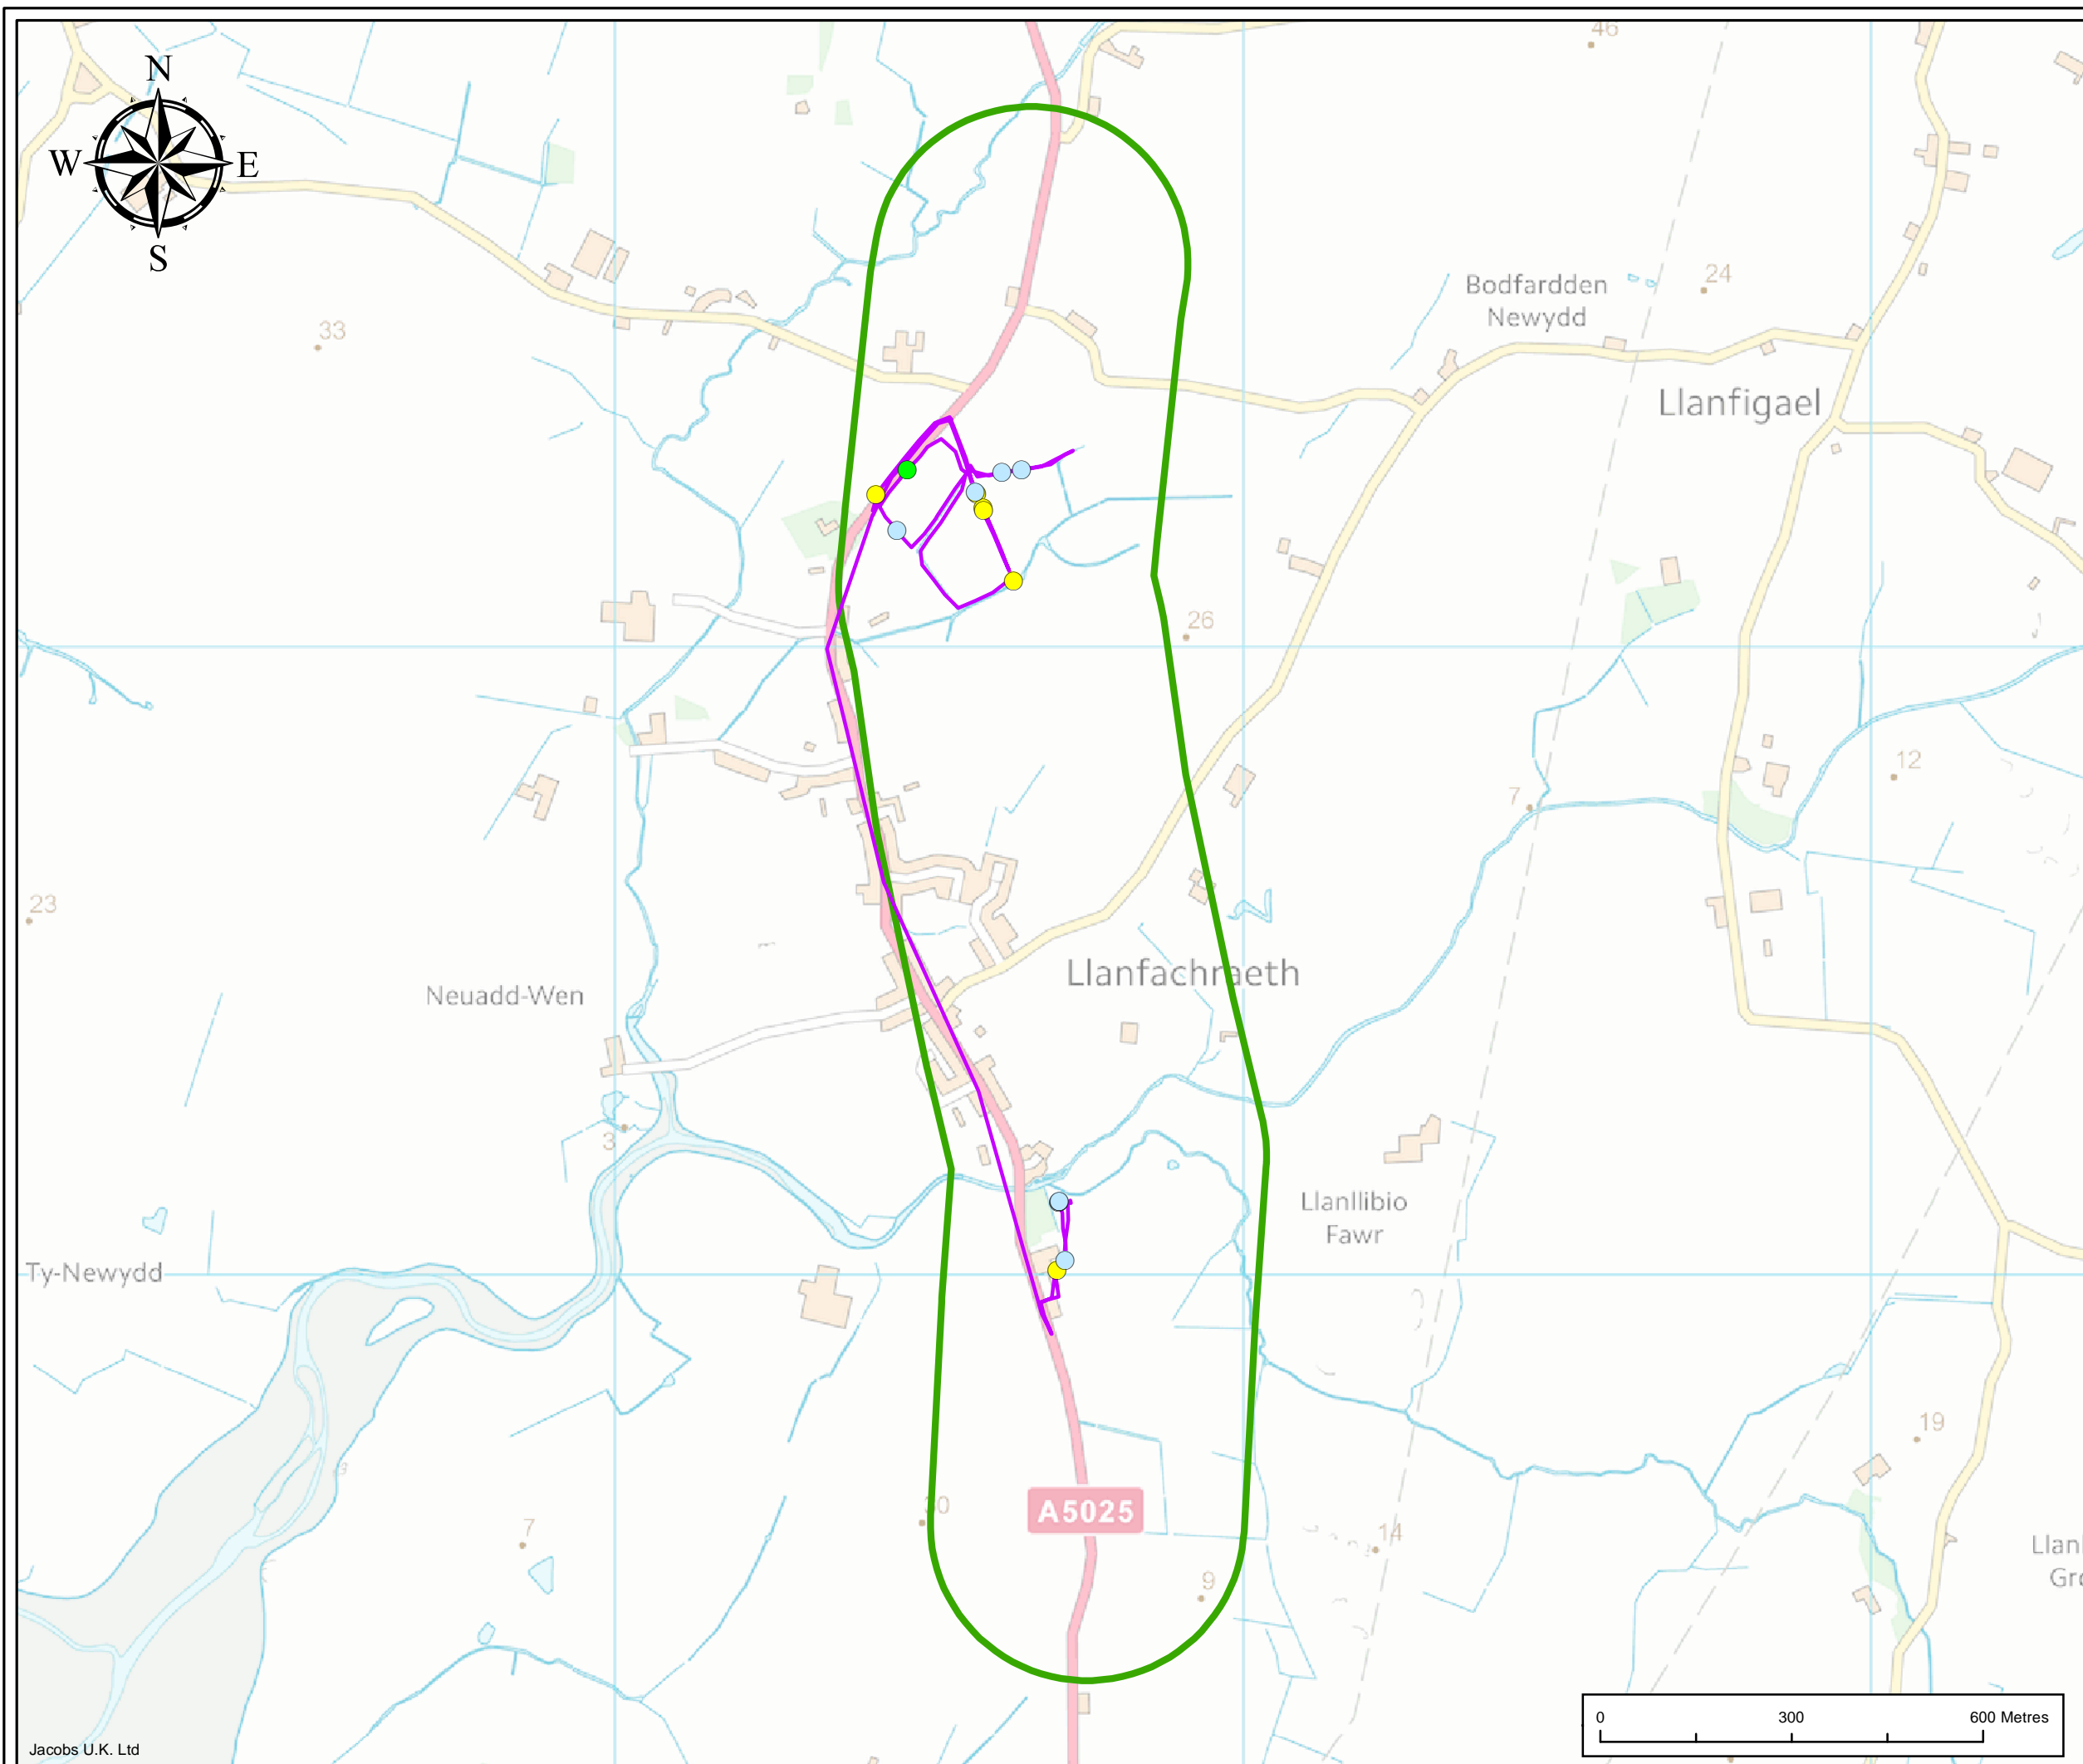 46
N
W E
S
Bodfardden
Newydd
24
33
Llanfigael
26
12
7
23
Llanfachraeth
Neuadd-Wen
3
Llanllibio
Fawr
Ty-Newydd
19
A5025
7
14
9
0 300 600 Metres
Jacobs U.K. Ltd